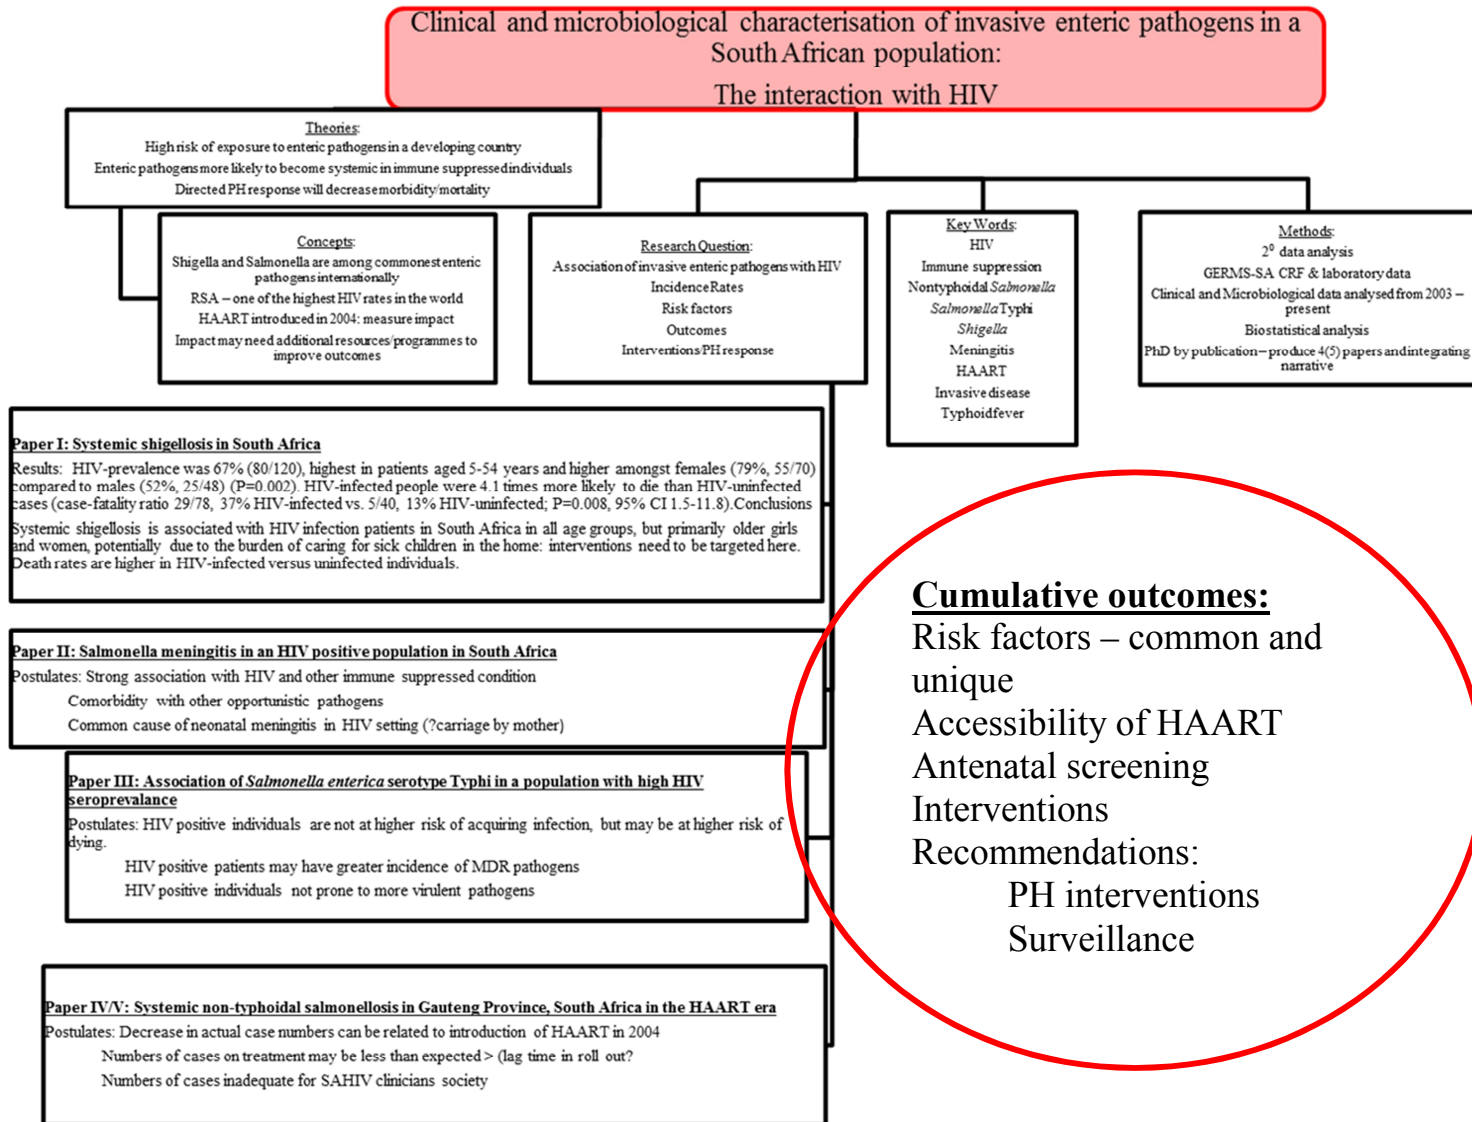 Clinical and microbiological characterisation of invasive enteric pathogens in a
South African population:
The interaction with HIV
Theories:
High risk of exposure to enteric pathogens in a developing country
Enteric pathogens more likely to become systemic in immune suppressed individuals
Directed PH response will decrease morbidity/mortality
Concepts:
Shigella and Salmonella are among commonest enteric
pathogens internationally
RSA – one of the highest HIV rates in the world
HAART introduced in 2004: measure impact
Impact may need additional resources/programmes to
improve outcomes
Research Question:
Association of invasive enteric pathogens with HIV
Incidence Rates
Risk factors
Outcomes
Interventions/PH response
Key Words:
HIV
Immune suppression
Nontyphoidal Salmonella
Salmonella Typhi
Shigella
Meningitis
HAART
Invasive disease
Typhoid fever
Methods:
2⁰ data analysis
GERMS-SA CRF & laboratory data
Clinical and Microbiological data analysed from 2003 –
present
Biostatistical analysis
PhD by publication – produce 4(5) papers and integrating
narrative
Paper I: Systemic shigellosis in South Africa
Results: HIV-prevalence was 67% (80/120), highest in patients aged 5-54 years and higher amongst females (79%, 55/70)
compared to males (52%, 25/48) (P=0.002). HIV-infected people were 4.1 times more likely to die than HIV-uninfected
cases (case-fatality ratio 29/78, 37% HIV-infected vs. 5/40, 13% HIV-uninfected; P=0.008, 95% CI 1.5-11.8).Conclusions
Systemic shigellosis is associated with HIV infection patients in South Africa in all age groups, but primarily older girls
and women, potentially due to the burden of caring for sick children in the home: interventions need to be targeted here.
Death rates are higher in HIV-infected versus uninfected individuals.
Paper II: Salmonella meningitis in an HIV positive population in South Africa
Postulates: Strong association with HIV and other immune suppressed condition
Comorbidity with other opportunistic pathogens
Common cause of neonatal meningitis in HIV setting (?carriage by mother)
Paper III: Association of Salmonella enterica serotype Typhi in a population with high HIV
seroprevalance
Postulates: HIV positive individuals are not at higher risk of acquiring infection, but may be at higher risk of
dying.
HIV positive patients may have greater incidence of MDR pathogens
HIV positive individuals not prone to more virulent pathogens
Paper IV/V: Systemic non-typhoidal salmonellosis in Gauteng Province, South Africa in the HAART era
Postulates: Decrease in actual case numbers can be related to introduction of HAART in 2004
Numbers of cases on treatment may be less than expected > (lag time in roll out?
Numbers of cases inadequate for SAHIV clinicians society
Cumulative outcomes:
Risk factors – common and
unique
Accessibility of HAART
Antenatal screening
Interventions
Recommendations:
PH interventions
Surveillance